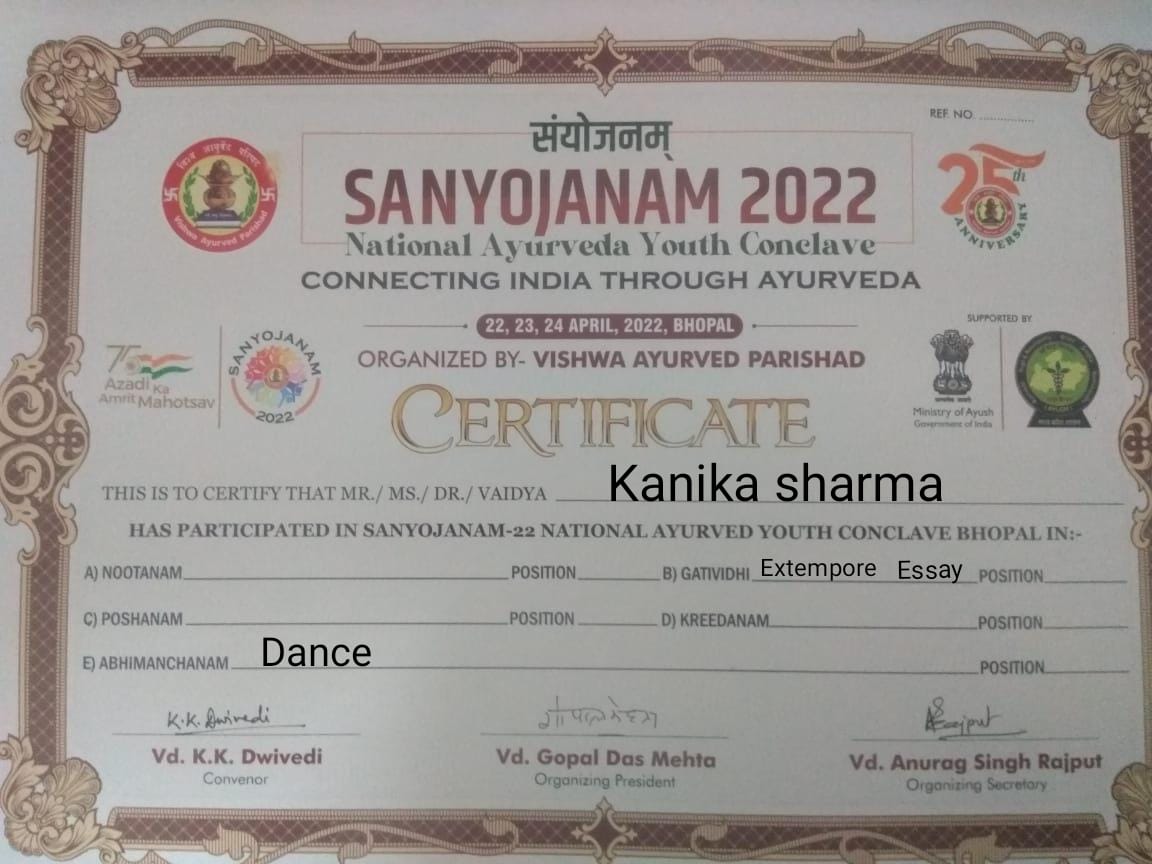 REF. NO. ..............
संयोजनम्
SANYOJANAM 2022
National Ayurveda Youth Conclave
CONNECTING INDIA THROUGH AYURVEDA
विश्व आयुर्वेद परिषद
Vishwa Ayurved Parishad
25th
ANNIVERSARY
22, 23, 24 APRIL, 2022, BHOPAL
ORGANIZED BY- VISHWA AYURVED PARISHAD
75
Azadi Ka
Amrit Mahotsav
SANYOJANAM
2022
SUPPORTED BY
Ministry of Ayush
Government of India
CERTIFICATE
THIS IS TO CERTIFY THAT MR./ MS./ DR./ VAIDYA Kanika sharma
HAS PARTICIPATED IN SANYOJANAM-22 NATIONAL AYURVED YOUTH CONCLAVE BHOPAL IN:-
A) NOOTANAM POSITION B) GATIVIDHI Extempore Essay POSITION
C) POSHANAM POSITION D) KREEDANAM POSITION
E) ABHIMANCHANAM Dance POSITION
K.K. Dwivedi
Vd. K.K. Dwivedi Vd. Gopal Das Mehta Vd. Anurag Singh Rajput
Convenor Organizing President Organizing Secretary